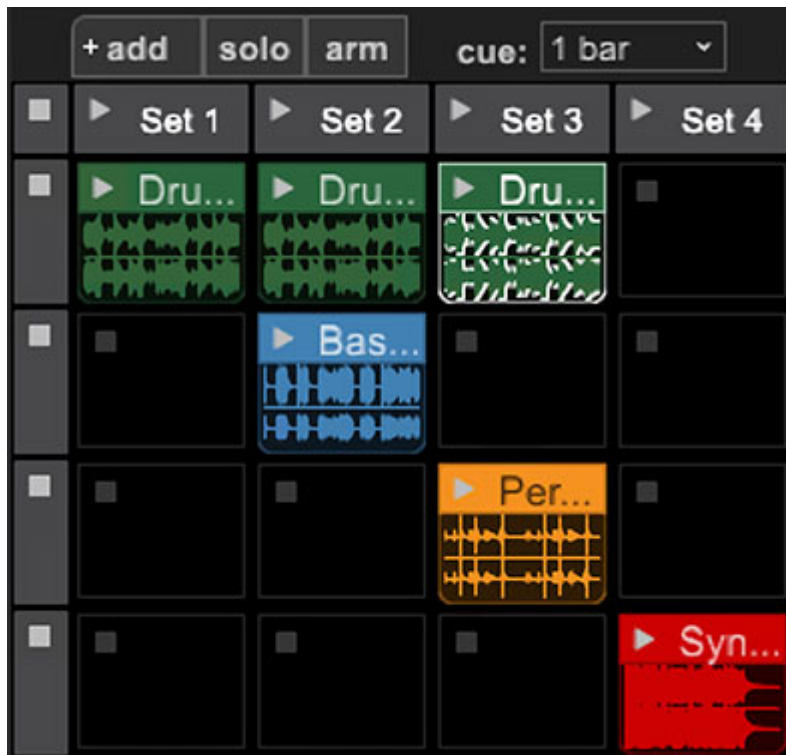 + add solo arm cue: 1 bar
Set 1 Set 2 Set 3 Set 4
Dru... Dru... Dru...
Bas...
Per...
Syn...